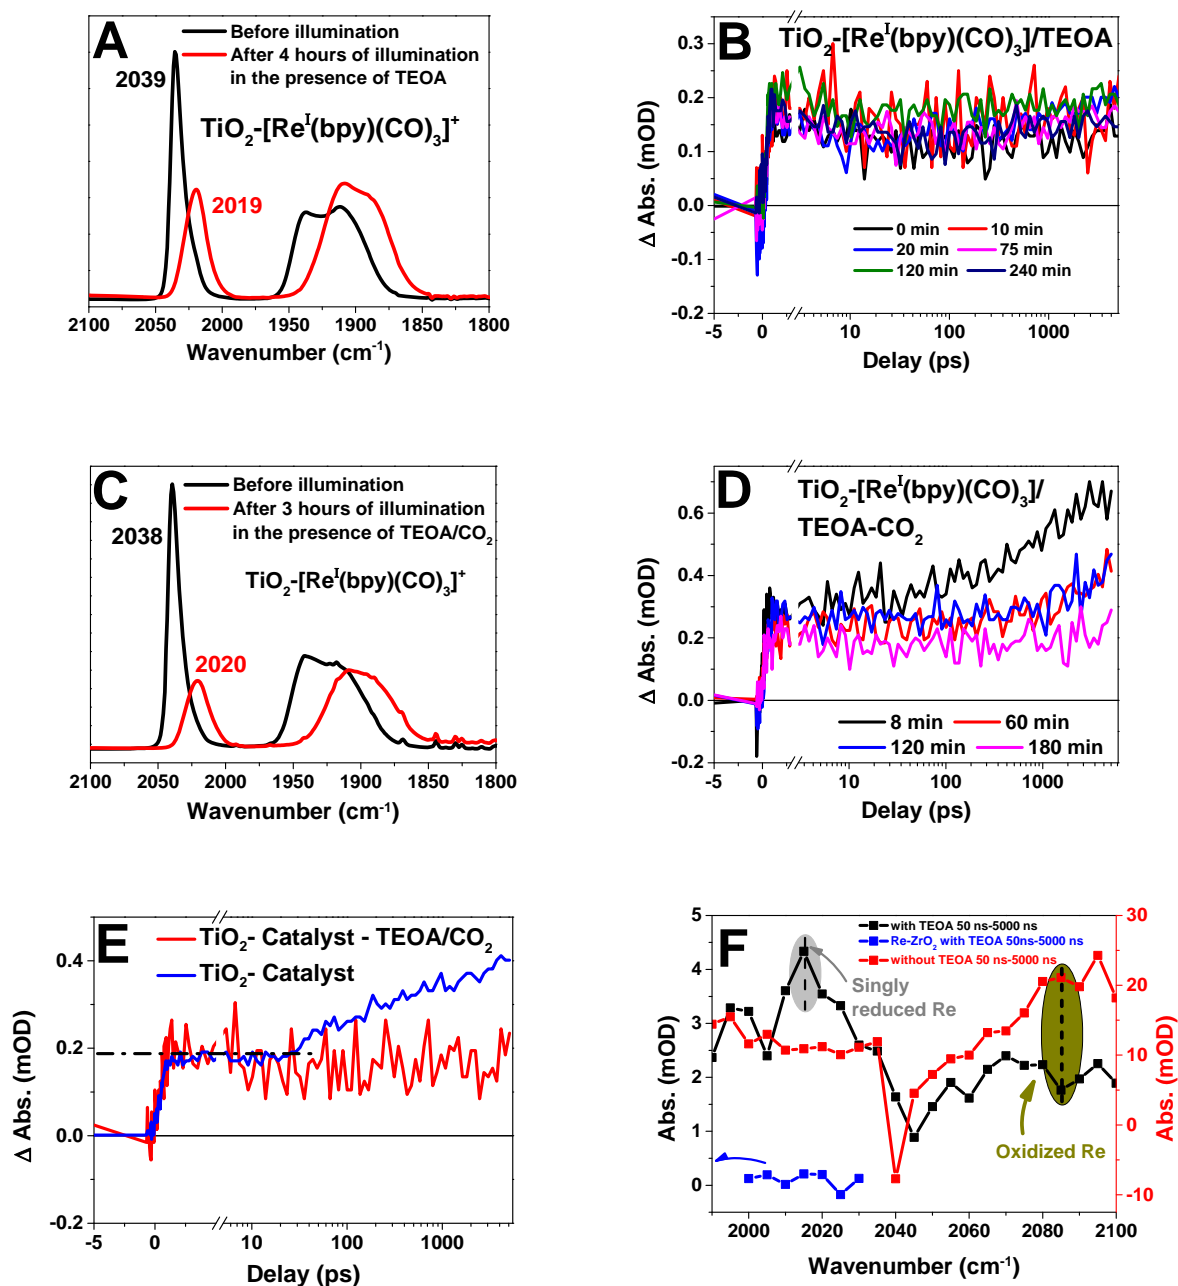 A
Before illumination
After 4 hours of illumination
in the presence of TEOA
2039
TiO2-[ReI(bpy)(CO)3]+
2019
2100 2050 2000 1950 1900 1850 1800
Wavenumber (cm-1)
B
TiO2-[ReI(bpy)(CO)3]/TEOA
0.3
0.2
0.1
0.0
-0.1
-0.2
Δ Abs. (mOD)
0 min 10 min
20 min 75 min
120 min 240 min
-5 0 10 100 1000
Delay (ps)
C
Before illumination
After 3 hours of illumination
in the presence of TEOA/CO2
2038
TiO2-[ReI(bpy)(CO)3]+
2020
2100 2050 2000 1950 1900 1850 1800
Wavenumber (cm-1)
D
TiO2-[ReI(bpy)(CO)3]/
TEOA-CO2
0.6
0.4
0.2
0.0
-0.2
Δ Abs. (mOD)
8 min 60 min
120 min 180 min
-5 0 10 100 1000
Delay (ps)
E
TiO2- Catalyst - TEOA/CO2
TiO2- Catalyst
0.4
0.2
0.0
-0.2
Δ Abs. (mOD)
-5 0 10 100 1000
Delay (ps)
F
with TEOA 50 ns-5000 ns
Re-ZrO2 with TEOA 50ns-5000 ns
without TEOA 50 ns-5000 ns
Singly
reduced Re
Oxidized Re
5
4
3
2
1
0
Abs. (mOD)
30
20
10
0
-10
Abs. (mOD)
2000 2020 2040 2060 2080 2100
Wavenumber (cm-1)